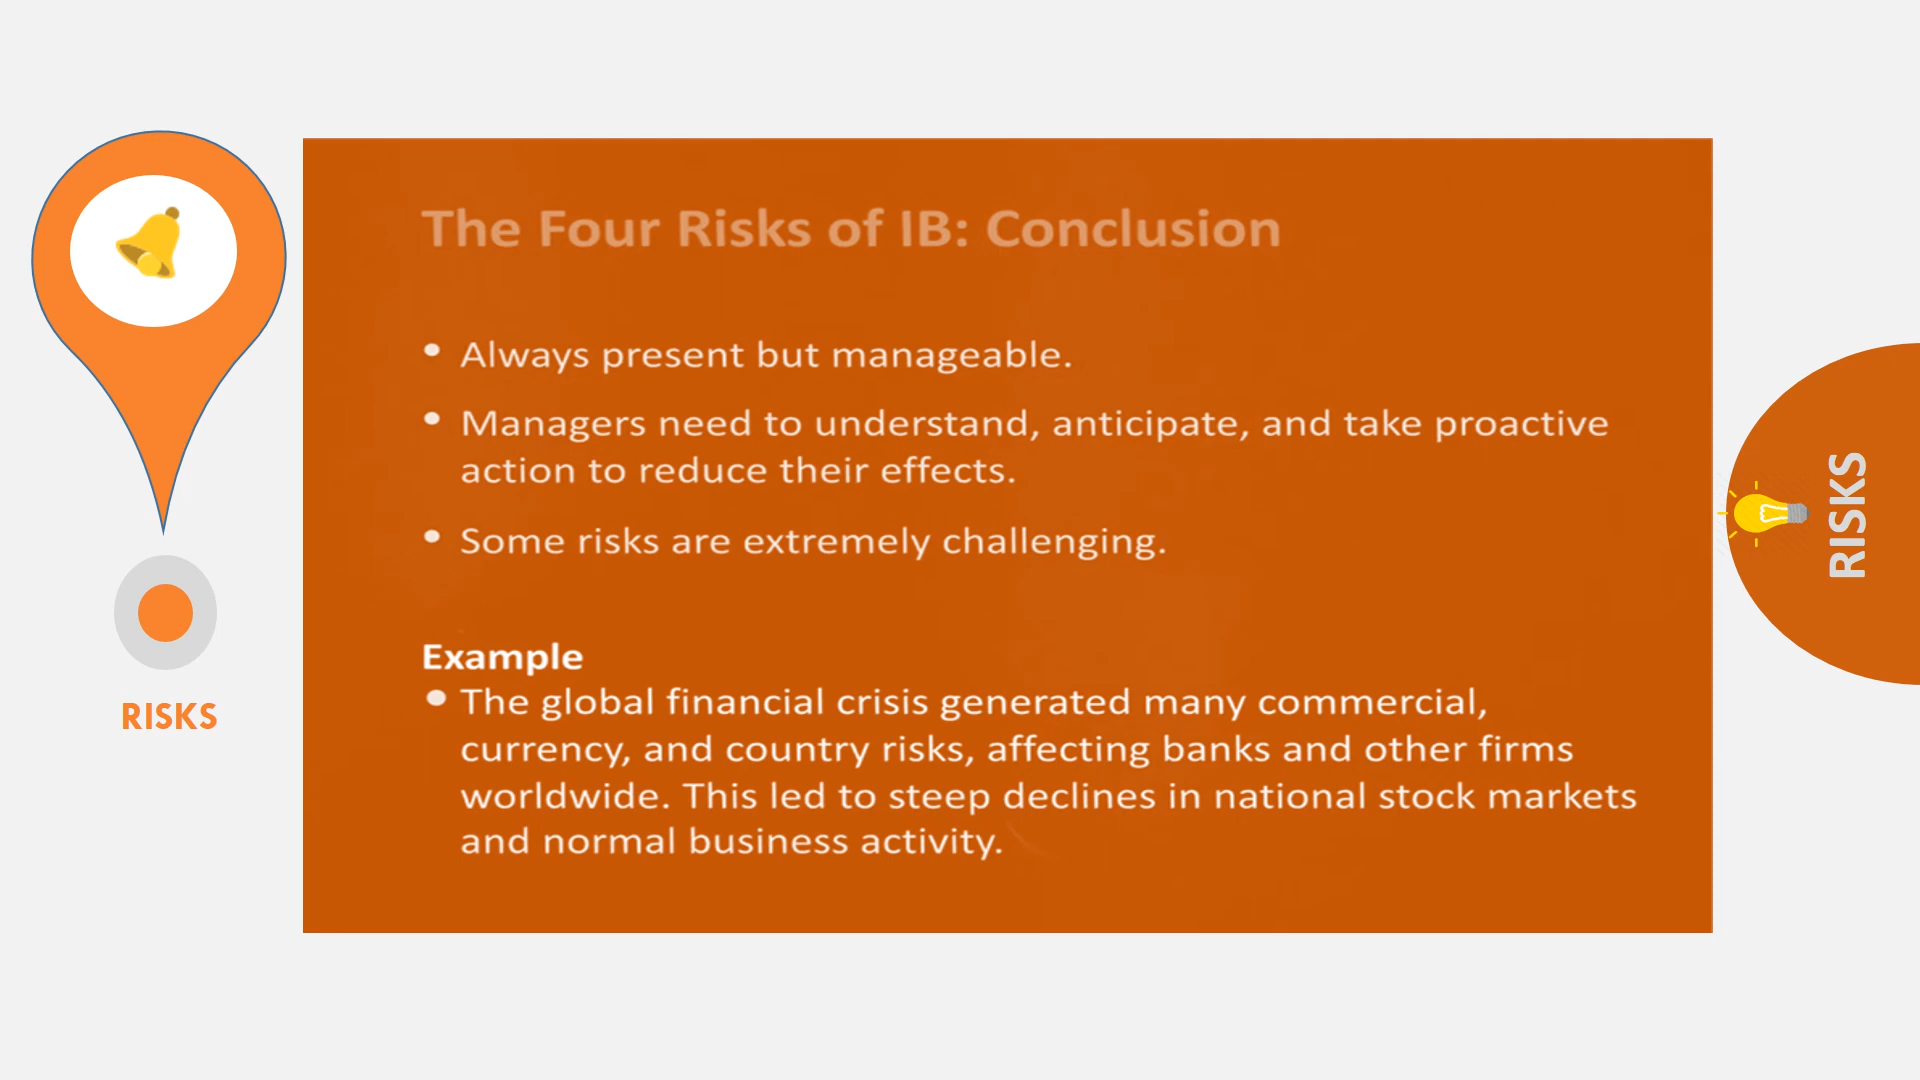 The Four Risks of IB: Conclusion
• Always present but manageable.
• Managers need to understand, anticipate, and take proactive
action to reduce their effects.
• Some risks are extremely challenging.
Example
• The global financial crisis generated many commercial,
currency, and country risks, affecting banks and other firms
worldwide. This led to steep declines in national stock markets
and normal business activity.
RISKS
RISKS